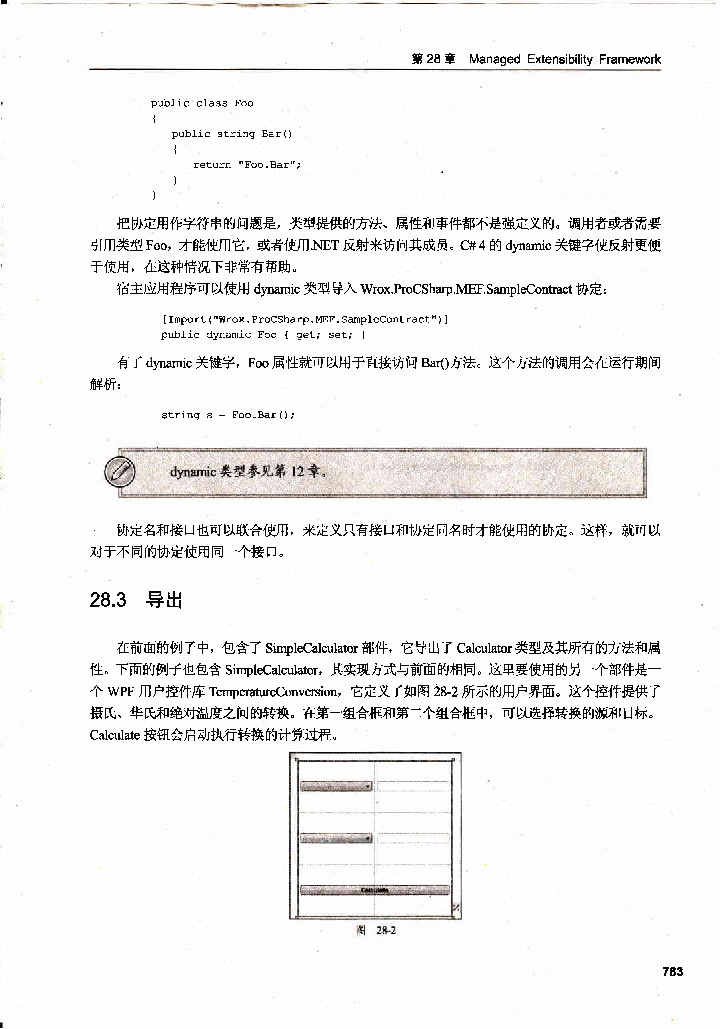 第 28 章 Managed Extensibility Framework
public class Foo
{
public string Bar()
{
return "Foo.Bar";
}
}
把协定用作字符串的问题是，类型提供的方法、属性和事件都不是强定义的。调用者或者需要
引用类型 Foo，才能使用它，或者使用.NET 反射来访问其成员。C# 4 的 dynamic 关键字使反射更便
于使用，在这种情况下非常有帮助。
宿主应用程序可以使用 dynamic 类型导入 Wrox.ProCSharp.MEF.SampleContract 协定：
[Import("Wrox.ProCSharp.MEF.SampleContract")]
public dynamic Foo { get; set; }
有了 dynamic 关键字，Foo 属性就可以用于直接访问 Bar()方法。这个方法的调用会在运行期间
解析：
string s = Foo.Bar();
dynamic 类型参见第 12 章。
协定名和接口也可以联合使用，来定义只有接口和协定同名时才能使用的协定。这样，就可以
对于不同的协定使用同一个接口。
28.3 导出
在前面的例子中，包含了 SimpleCalculator 部件，它导出了 Calculator 类型及其所有的方法和属
性。下面的例子也包含 SimpleCalculator，其实现方式与前面的相同。这里要使用的另一个部件是一
个 WPF 用户控件库 TemperatureConversion，它定义了如图 28-2 所示的用户界面。这个控件提供了
摄氏、华氏和绝对温度之间的转换。在第一组合框和第二个组合框中，可以选择转换的源和目标。
Calculate 按钮会启动执行转换的计算过程。
Calculate
图 28-2
763